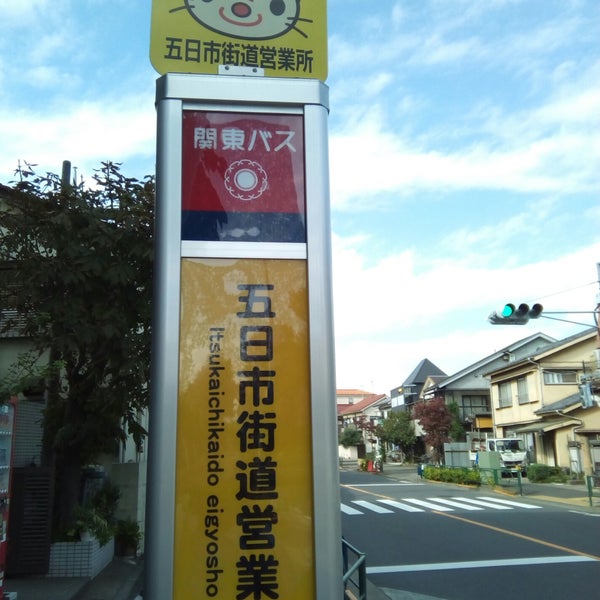 五日市街道営業所
関東バス
五日市街道営業
Itsukaichikaido eigyosho